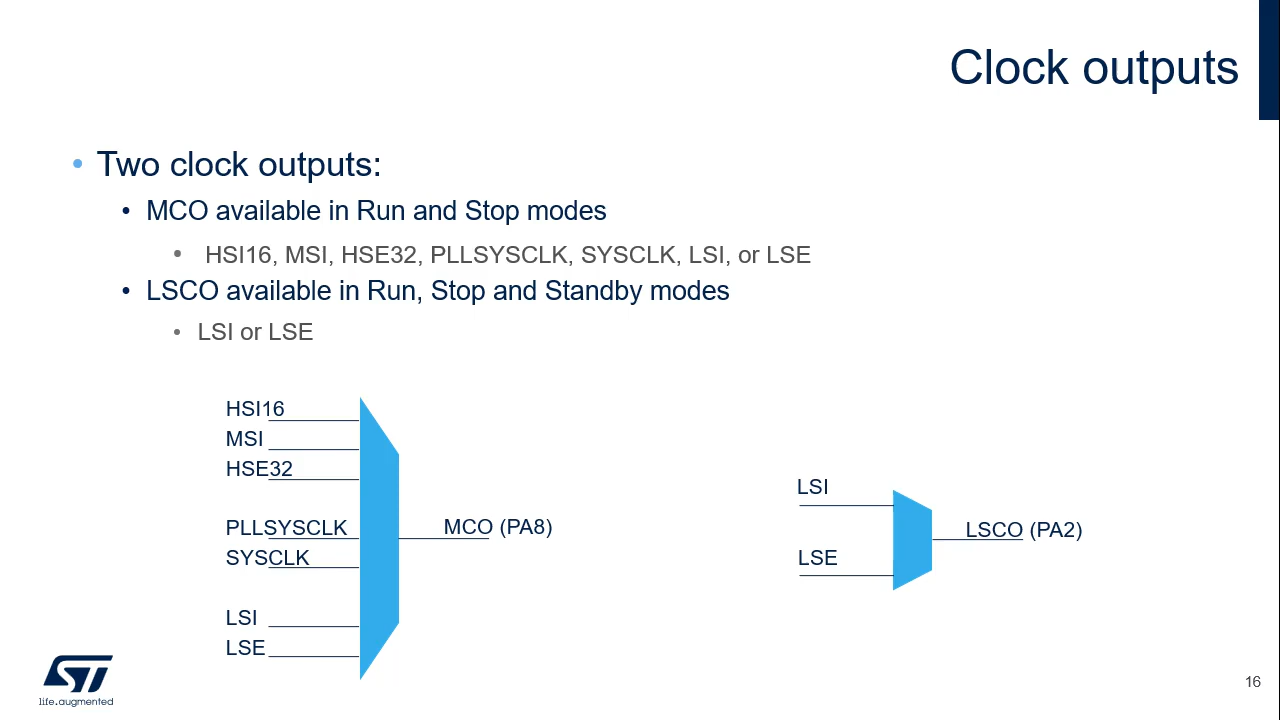 Clock outputs
• Two clock outputs:
• MCO available in Run and Stop modes
• HSI16, MSI, HSE32, PLLSYSCLK, SYSCLK, LSI, or LSE
• LSCO available in Run, Stop and Standby modes
• LSI or LSE
HSI16
MSI
HSE32
PLLSYSCLK
SYSCLK
LSI
LSE
MCO (PA8)
LSI
LSE
LSCO (PA2)
ST
life.augmented
16